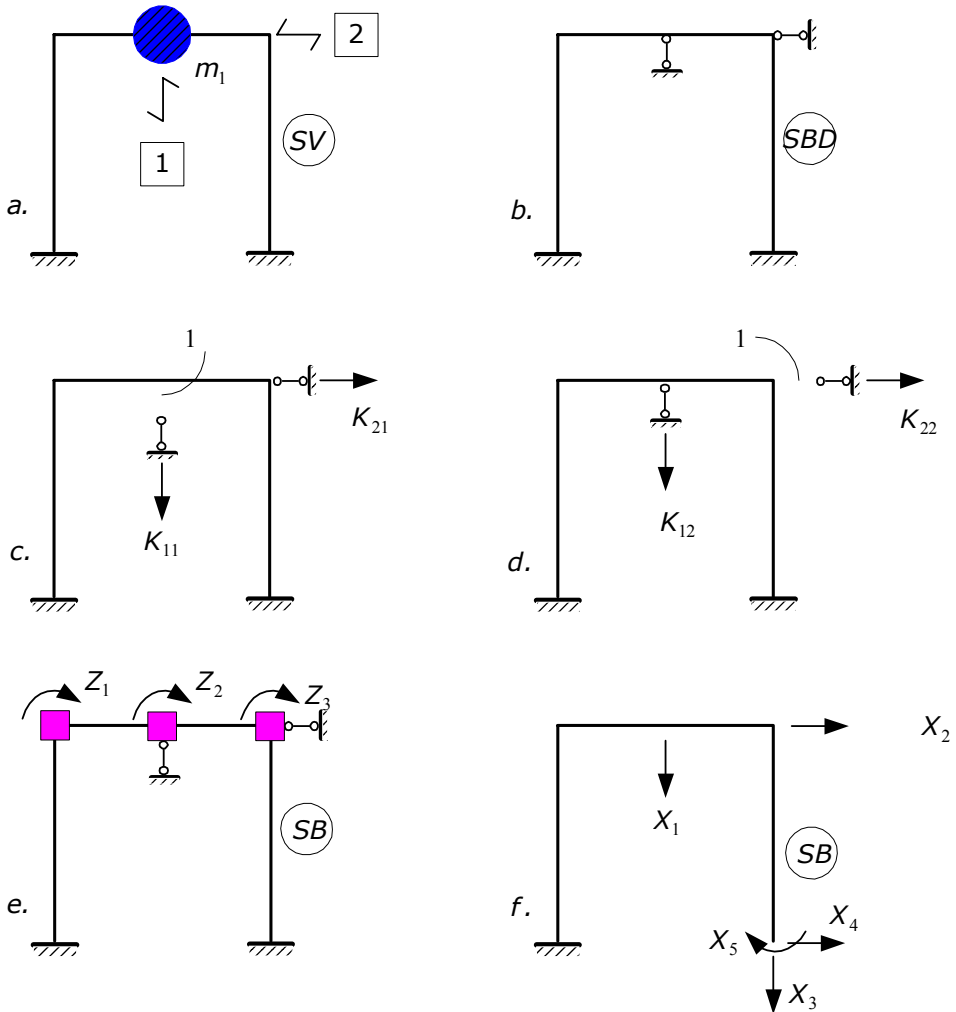 2
m1
SV
1
a.
SBD
b.
1
K21
K11
c.
1
K22
K12
d.
Z1
Z2
Z3
SB
e.
X2
X1
SB
f.
X4
X5
X3